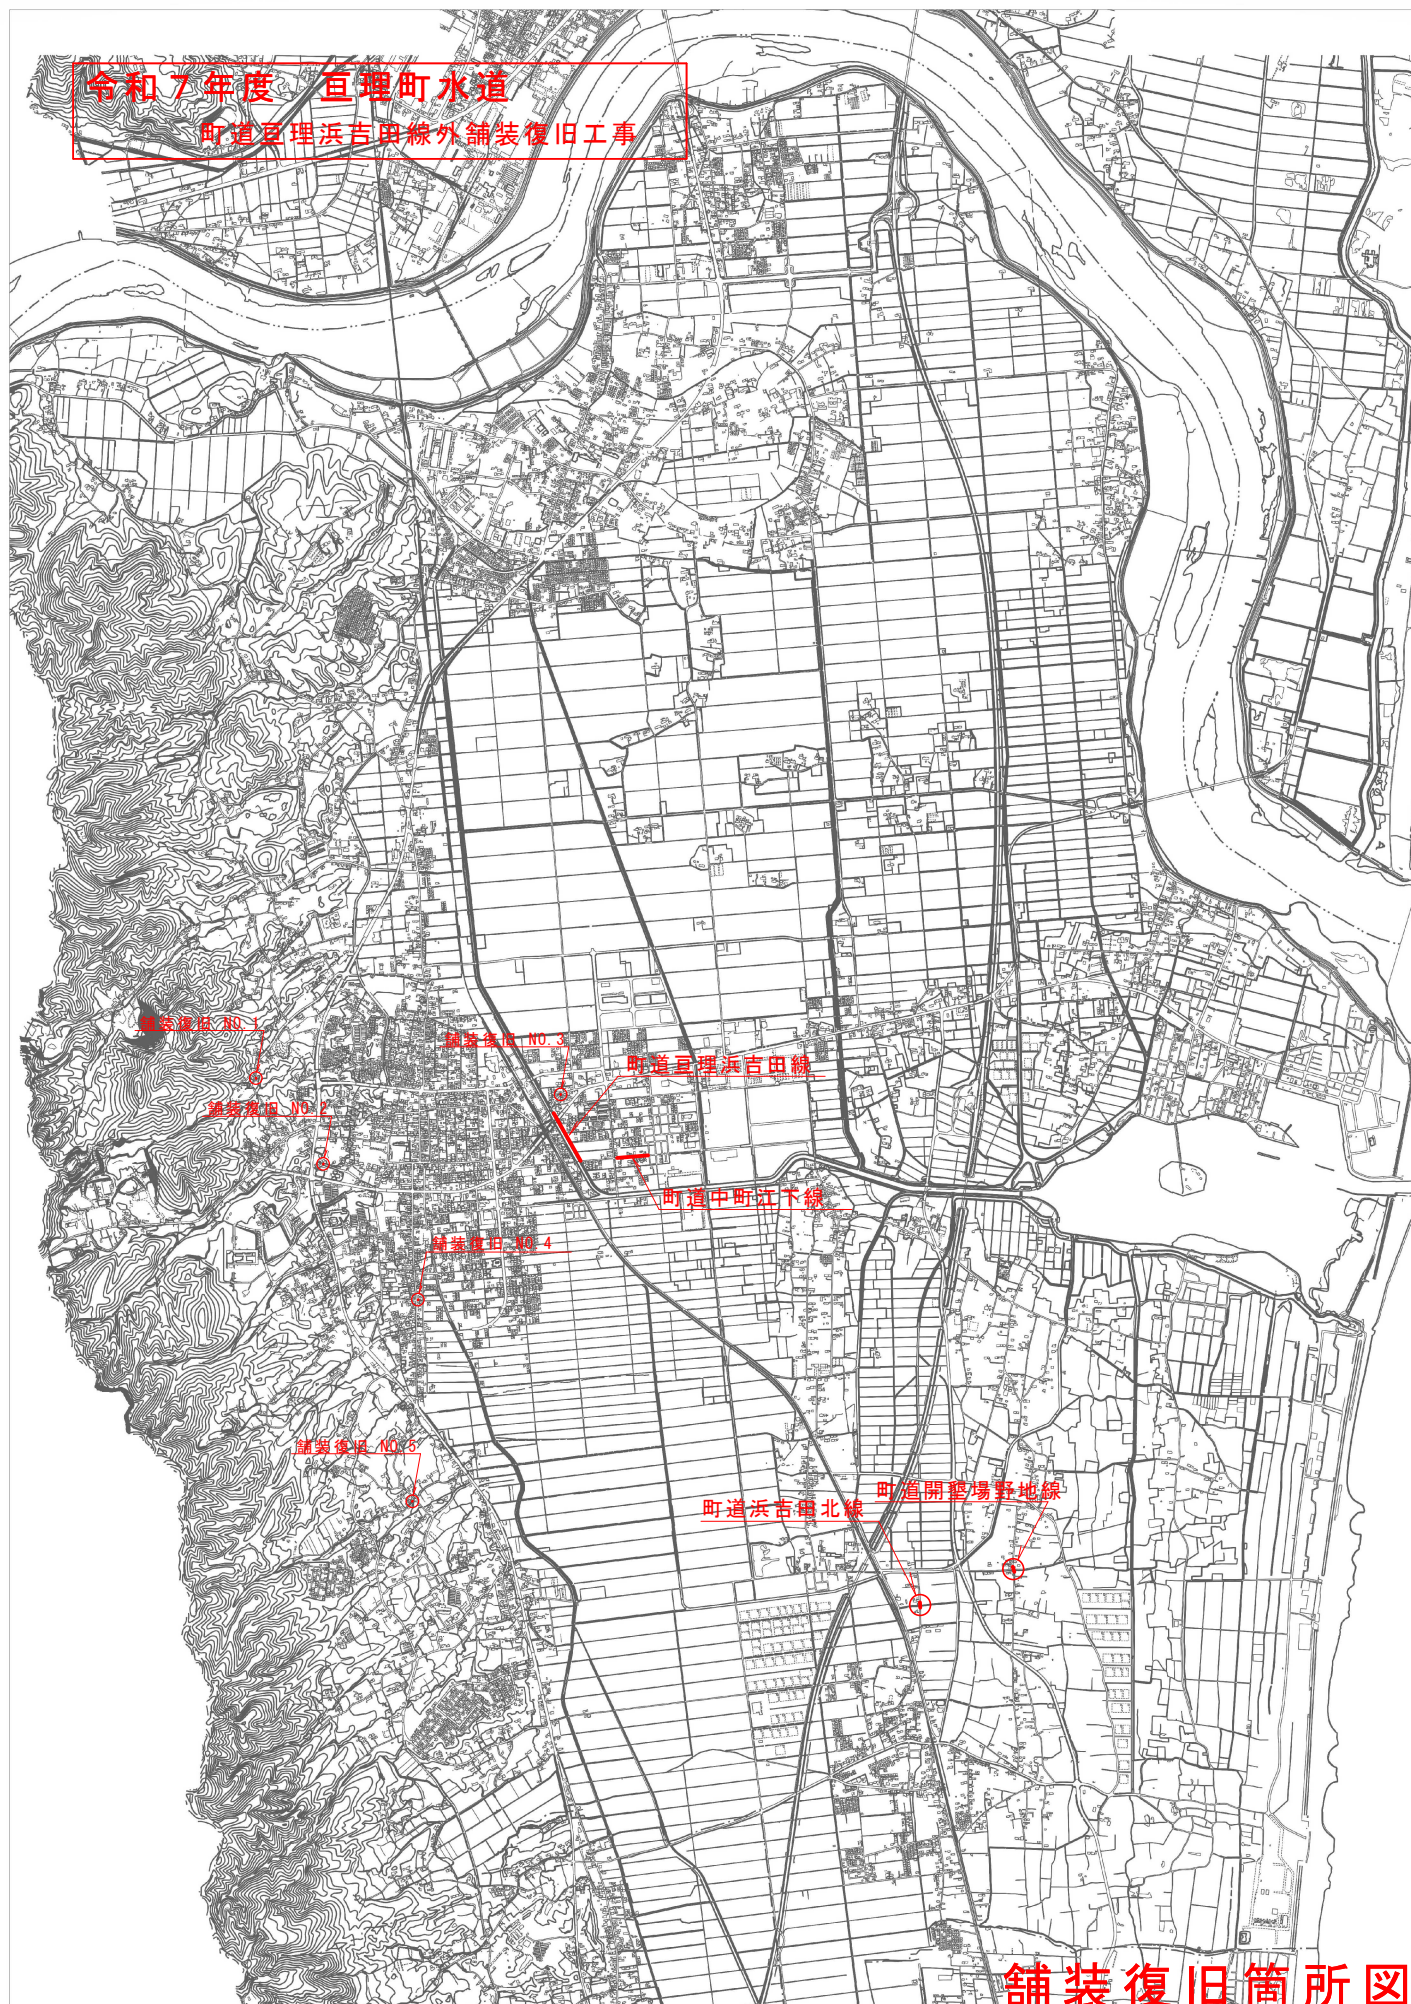 令和７年度　亘理町水道
町道亘理浜吉田線外舗装復旧工事
舗装復旧 NO.1
舗装復旧 NO.3
町道亘理浜吉田線
舗装復旧 NO.2
町道中町江下線
舗装復旧 NO.4
舗装復旧 NO.5
町道開墾場野地線
町道浜吉田北線
舗装復旧箇所図